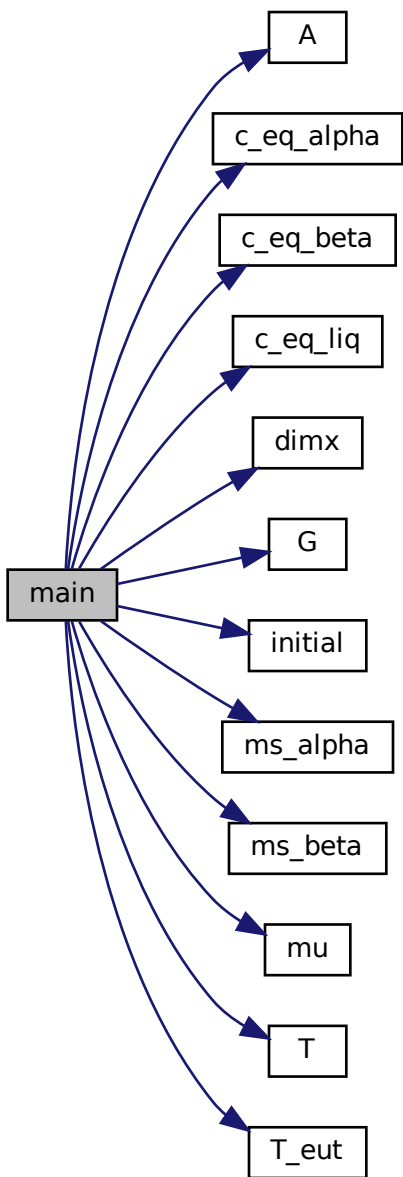 A
c_eq_alpha
c_eq_beta
c_eq_liq
dimx
G
main
initial
ms_alpha
ms_beta
mu
T
T_eut